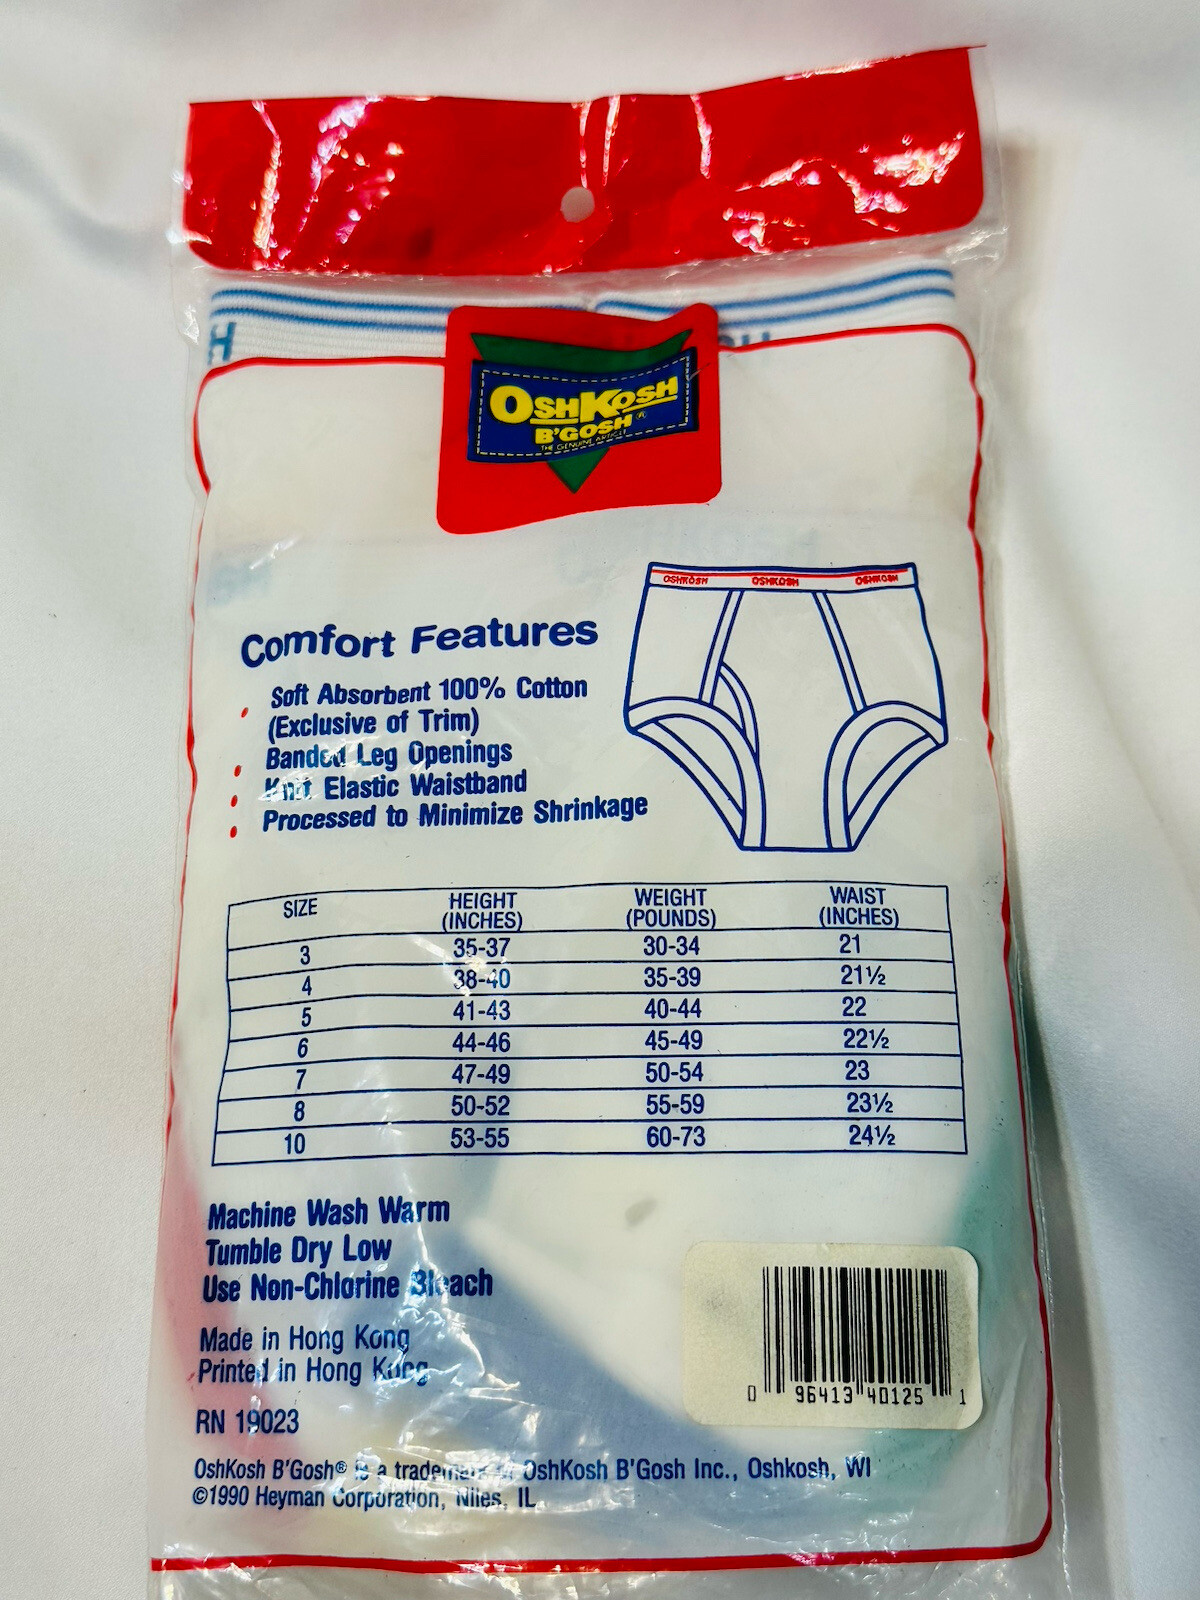 OSHKOSH
B'GOSH®
THE GENUINE ARTICLE
OSHKOSH OSHKOSH OSHKOSH
Comfort Features
• Soft Absorbent 100% Cotton
(Exclusive of Trim)
• Banded Leg Openings
• Knit Elastic Waistband
• Processed to Minimize Shrinkage
SIZE HEIGHT (INCHES) WEIGHT (POUNDS) WAIST (INCHES)
3 35-37 30-34 21
4 38-40 35-39 21½
5 41-43 40-44 22
6 44-46 45-49 22½
7 47-49 50-54 23
8 50-52 55-59 23½
10 53-55 60-73 24½
Machine Wash Warm
Tumble Dry Low
Use Non-Chlorine Bleach
Made in Hong Kong
Printed in Hong Kong
RN 19023
0 96413 40125 1
OshKosh B'Gosh® is a trademark of OshKosh B'Gosh Inc., Oshkosh, WI
©1990 Heyman Corporation, Niles, IL